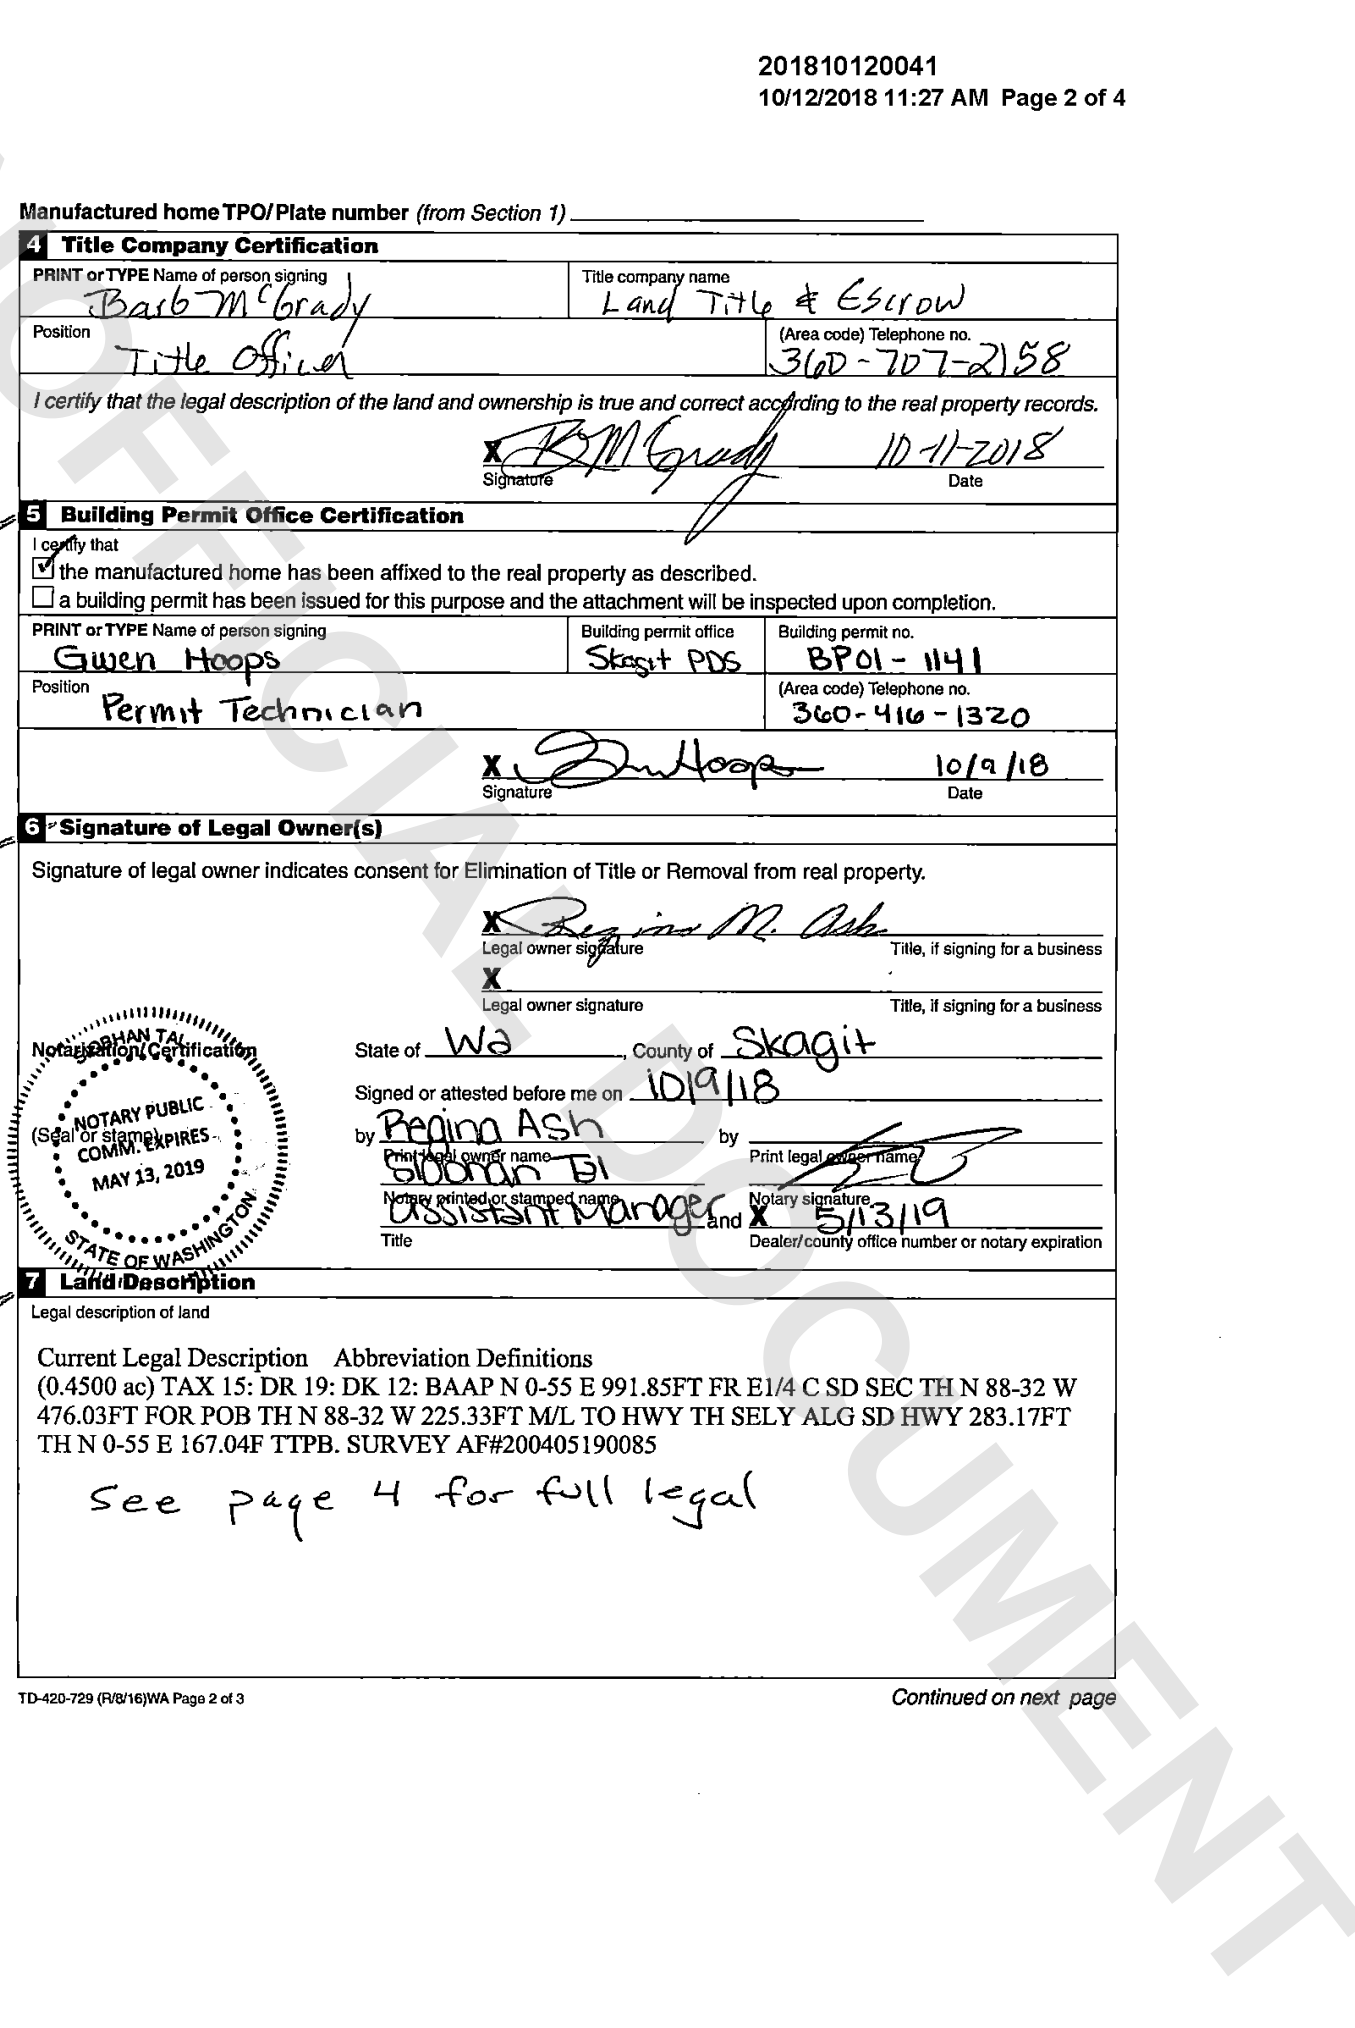 201810120041
10/12/2018 11:27 AM Page 2 of 4
Manufactured home TPO/Plate number (from Section 1)
4 Title Company Certification
PRINT or TYPE Name of person signing
Barb McGrady
Title company name
Land Title & Escrow
Position
Title Officer
(Area code) Telephone no.
360-707-2158
I certify that the legal description of the land and ownership is true and correct according to the real property records.
X BMcGrady 10-11-2018
Signature Date
5 Building Permit Office Certification
I certify that
the manufactured home has been affixed to the real property as described.
a building permit has been issued for this purpose and the attachment will be inspected upon completion.
PRINT or TYPE Name of person signing
Gwen Hoops
Building permit office
Skagit PDS
Building permit no.
BP01-1141
Position
Permit Technician
(Area code) Telephone no.
360-416-1320
X Gwen Hoops 10/9/18
Signature Date
6 Signature of Legal Owner(s)
Signature of legal owner indicates consent for Elimination of Title or Removal from real property.
X Regina M. Ash
Legal owner signature Title, if signing for a business
X
Legal owner signature Title, if signing for a business
Notarization/Certification
(Seal or stamp)
SIOBHAN TAL
NOTARY PUBLIC
COMM. EXPIRES
MAY 13, 2019
STATE OF WASHINGTON
State of Wa, County of Skagit
Signed or attested before me on 10/9/18
by Regina Ash by
Print legal owner name Print legal owner name
Siobhan Tal
Notary printed or stamped name Notary signature
Assistant Manager and X 5/13/19
Title Dealer/county office number or notary expiration
7 Land Description
Legal description of land
Current Legal Description Abbreviation Definitions
(0.4500 ac) TAX 15: DR 19: DK 12: BAAP N 0-55 E 991.85FT FR E1/4 C SD SEC TH N 88-32 W
476.03FT FOR POB TH N 88-32 W 225.33FT M/L TO HWY TH SELY ALG SD HWY 283.17FT
TH N 0-55 E 167.04F TTPB. SURVEY AF#200405190085
See page 4 for full legal
TD-420-729 (R/8/16)WA Page 2 of 3
Continued on next page
OFFICIAL DOCUMENT